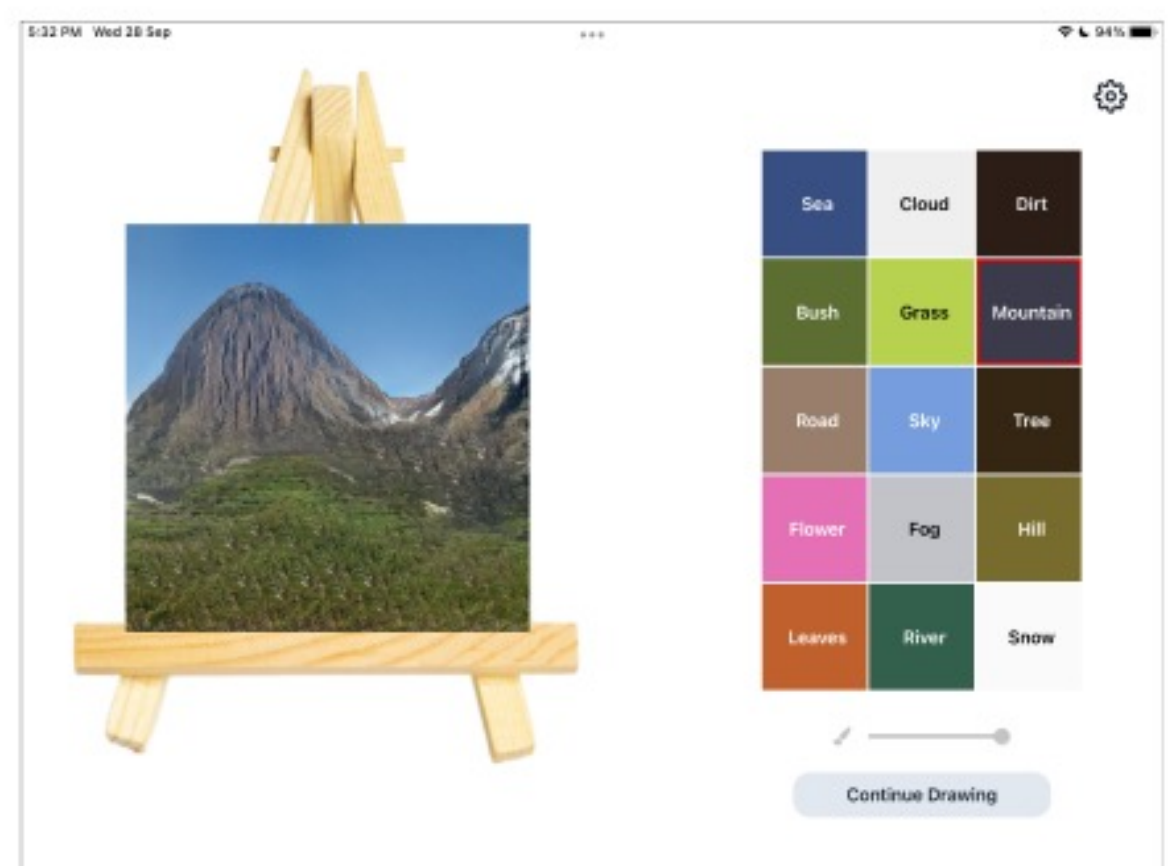 5:32 PM Wed 28 Sep
94%
Sea Cloud Dirt
Bush Grass Mountain
Road Sky Tree
Flower Fog Hill
Leaves River Snow
Continue Drawing